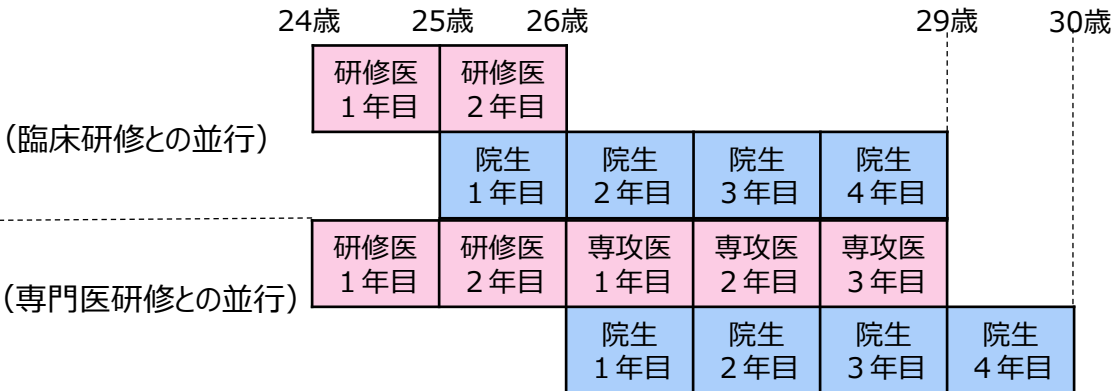 24歳 25歳 26歳 29歳 30歳
研修医 研修医
１年目 ２年目
（臨床研修との並行）
院生 院生 院生 院生
１年目 ２年目 ３年目 ４年目
研修医 研修医 専攻医 専攻医 専攻医
１年目 ２年目 １年目 ２年目 ３年目
（専門医研修との並行）
院生 院生 院生 院生
１年目 ２年目 ３年目 ４年目